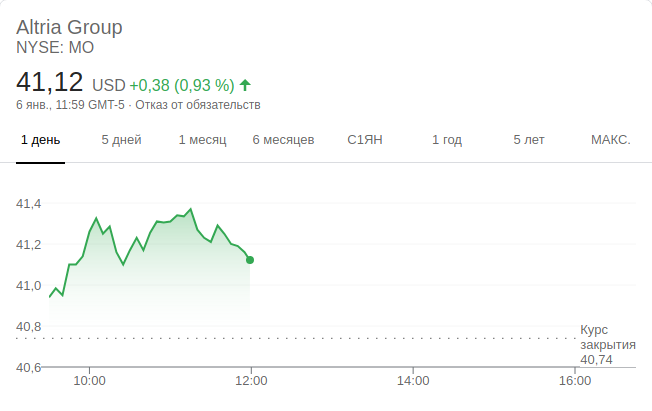 Altria Group
NYSE: MO
41,12 USD +0,38 (0,93 %)
6 янв., 11:59 GMT-5 · Отказ от обязательств
1 день 5 дней 1 месяц 6 месяцев С1ЯН 1 год 5 лет МАКС.
41,4
41,2
41,0
40,8
Курс
закрытия
40,74
40,6
10:00 12:00 14:00 16:00